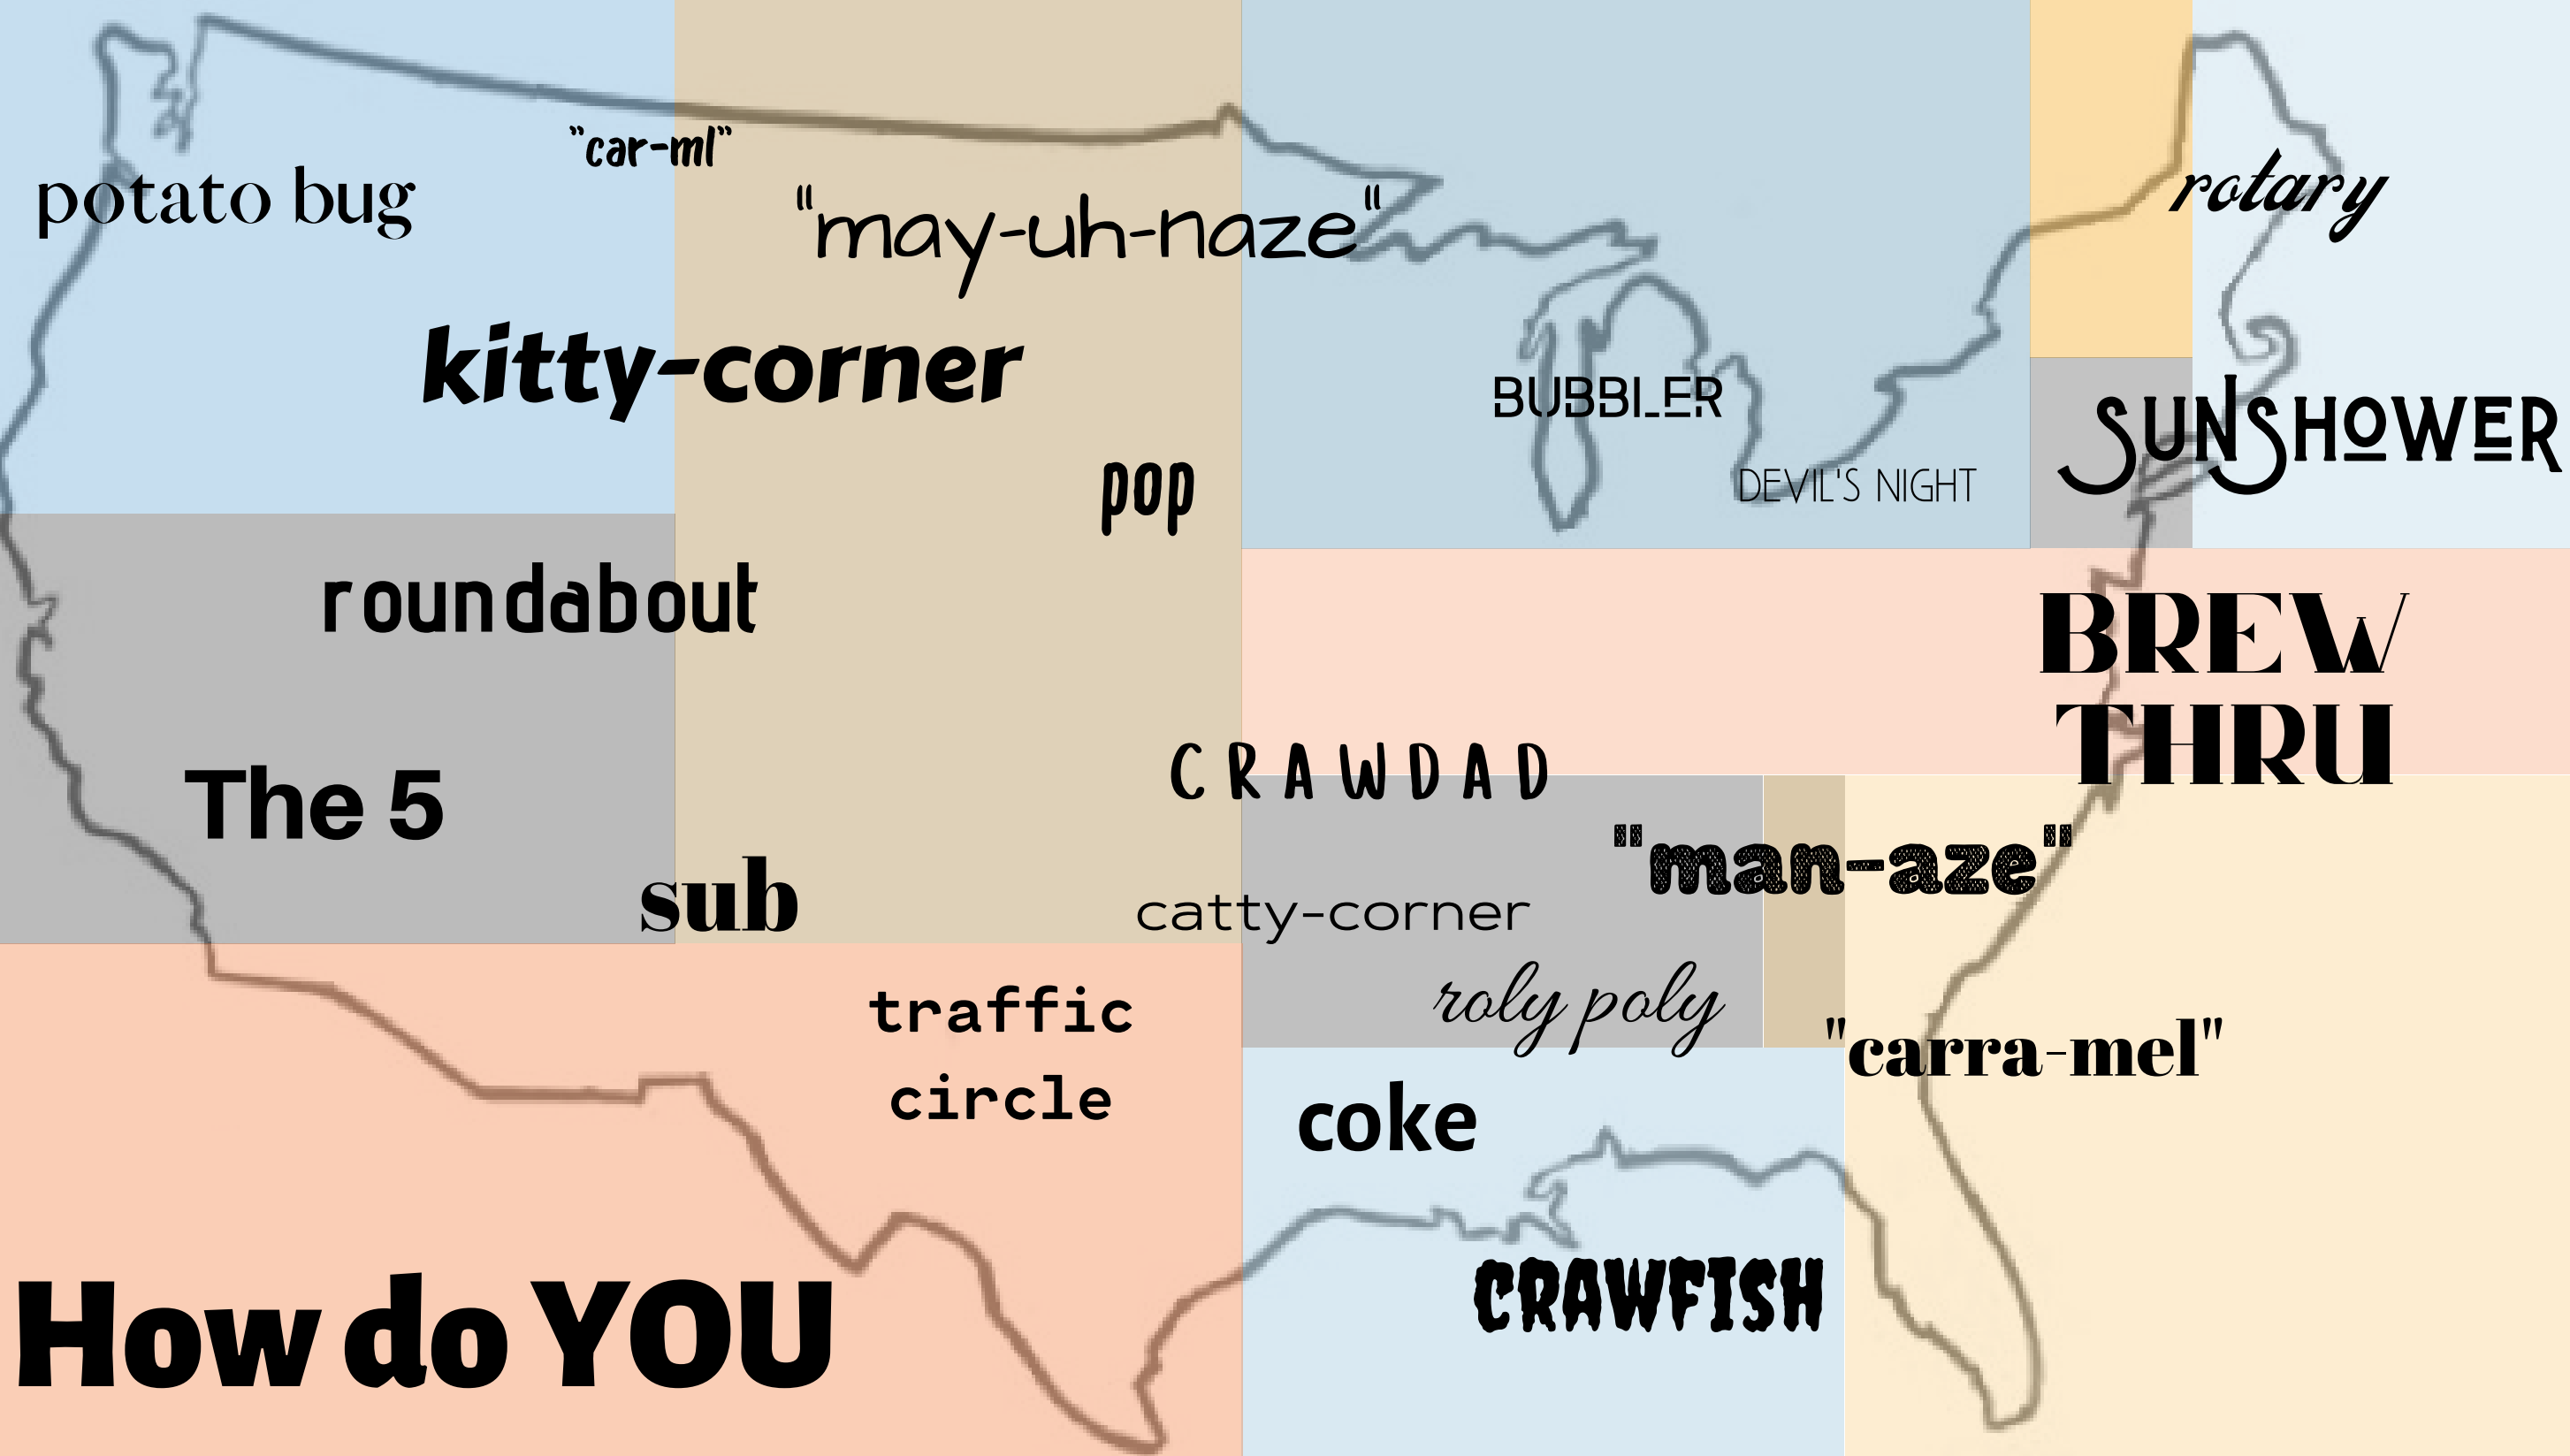 "car-ml"
potato bug
"may-uh-naze"
rotary
kitty-corner
BUBBLER
SUNSHOWER
pop
DEVIL'S NIGHT
roundabout
BREW
THRU
CRAWDAD
The 5
"man-aze"
sub
catty-corner
roly poly
traffic
circle
"carra-mel"
coke
CRAWFISH
How do YOU